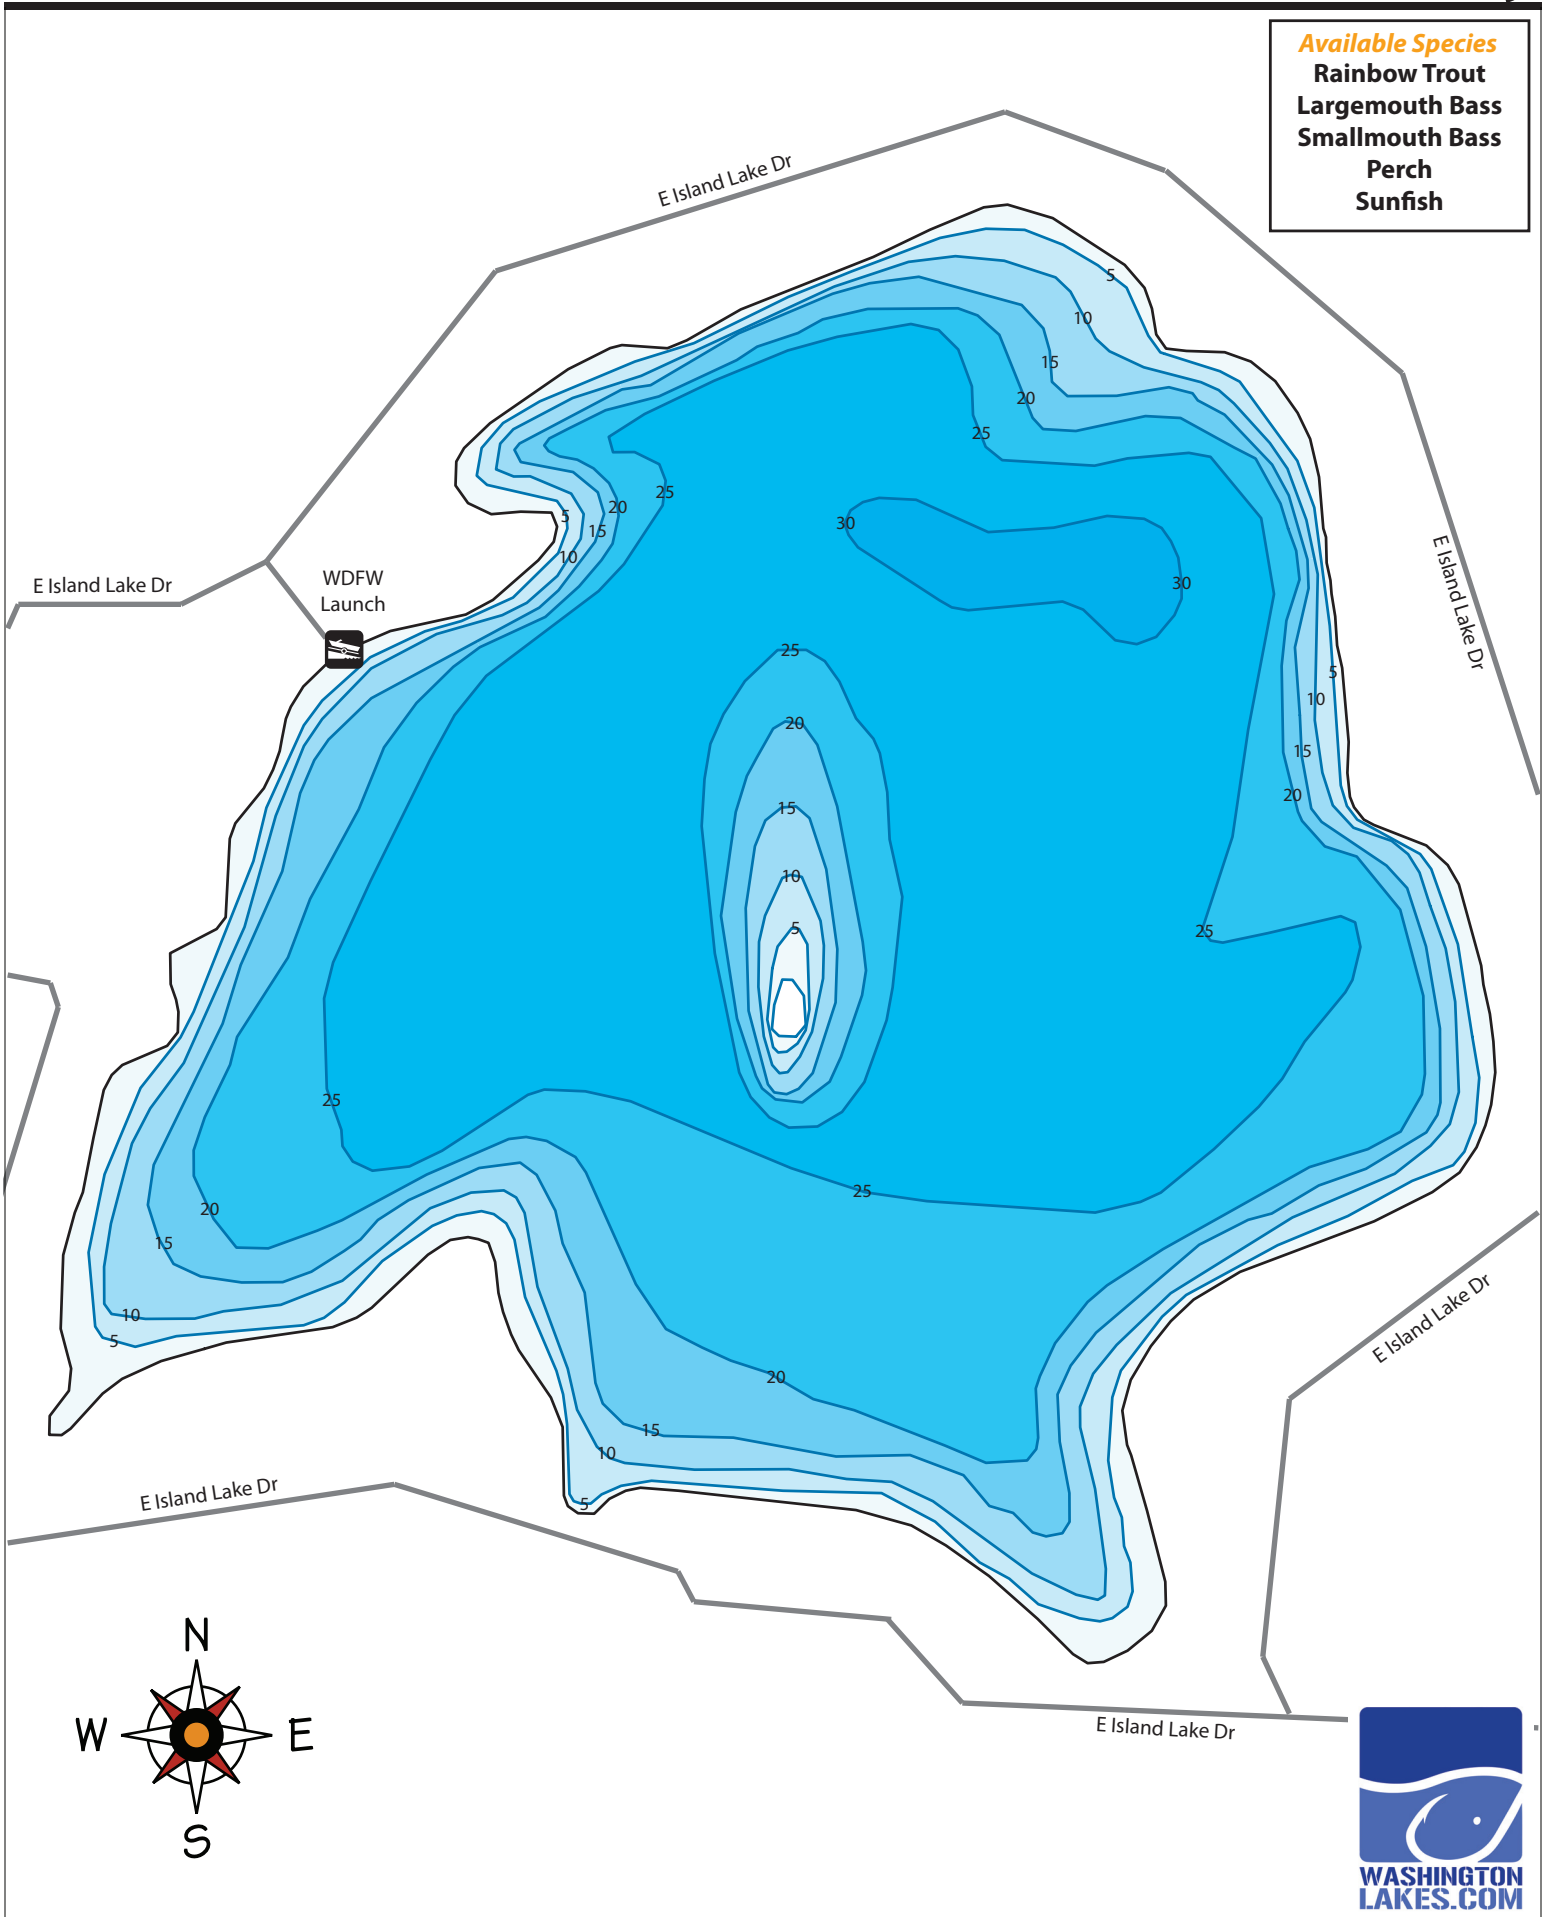 Available Species
Rainbow Trout
Largemouth Bass
Smallmouth Bass
Perch
Sunfish
E Island Lake Dr
5
10
15
20
25
25
20
5
15
10
30
30
E Island Lake Dr
E Island Lake Dr
WDFW
Launch
25
20
15
10
5
5
10
15
20
25
25
25
20
15
10
5
20
15
10
5
E Island Lake Dr
E Island Lake Dr
E Island Lake Dr
N
W
E
S
WASHINGTON
LAKES.COM